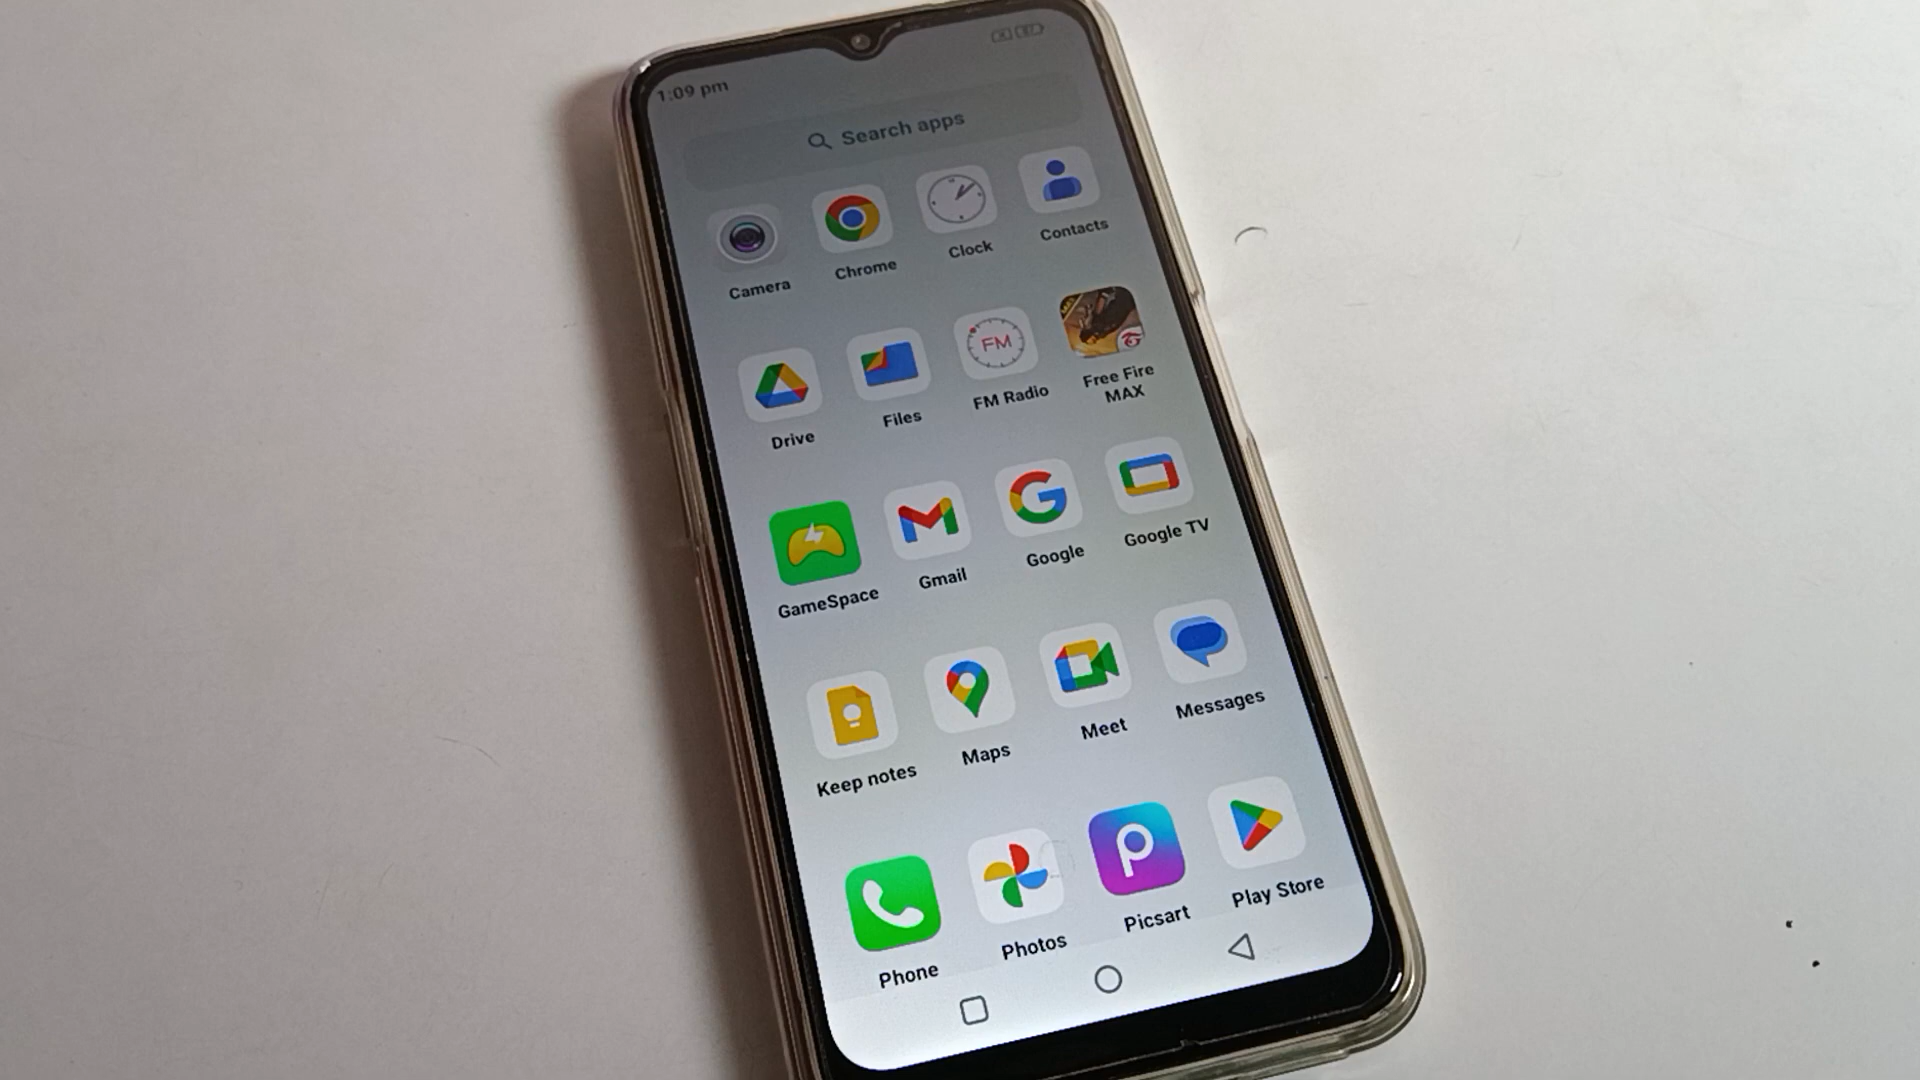 1:09 pm
Search apps
Camera
Chrome
Clock
Contacts
Drive
Files
FM
FM Radio
Free Fire
MAX
GameSpace
Gmail
Google
Google TV
Keep notes
Maps
Meet
Messages
Phone
Photos
Picsart
Play Store